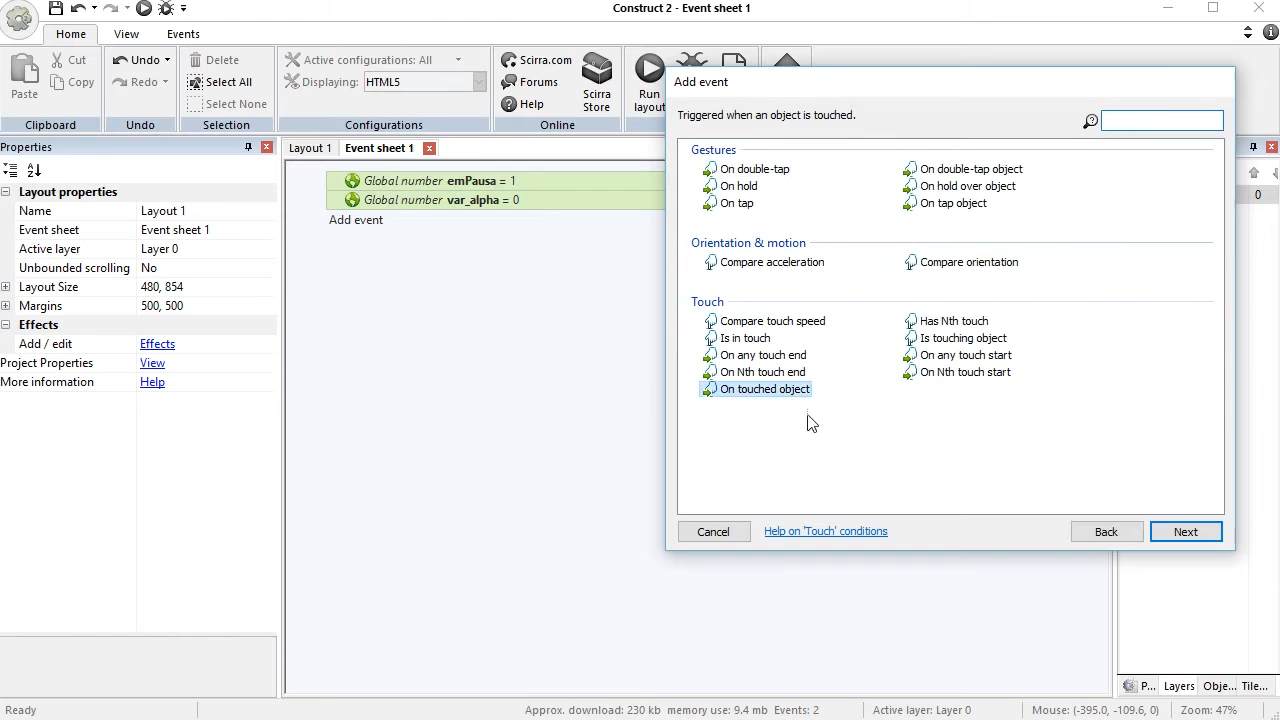 Construct 2 - Event sheet 1
Home View Events
Paste
Cut
Copy
Clipboard
Undo
Redo
Undo
Delete
Select All
Select None
Selection
Active configurations: All
Displaying: HTML5
Configurations
Scirra.com
Forums
Help
Scirra
Store
Online
Run
layout
Properties
Layout properties
Name Layout 1
Event sheet Event sheet 1
Active layer Layer 0
Unbounded scrolling No
Layout Size 480, 854
Margins 500, 500
Effects
Add / edit Effects
Project Properties View
More information Help
Layout 1 Event sheet 1
Global number emPausa = 1
Global number var_alpha = 0
Add event
Add event
Triggered when an object is touched.
Gestures
On double-tap On double-tap object
On hold On hold over object
On tap On tap object
Orientation & motion
Compare acceleration Compare orientation
Touch
Compare touch speed Has Nth touch
Is in touch Is touching object
On any touch end On any touch start
On Nth touch end On Nth touch start
On touched object
Cancel Help on 'Touch' conditions Back Next
0
P... Layers Obje... Tile...
Ready Approx. download: 230 kb memory use: 9.4 mb Events: 2 Active layer: Layer 0 Mouse: (-395.0, -109.6, 0) Zoom: 47%